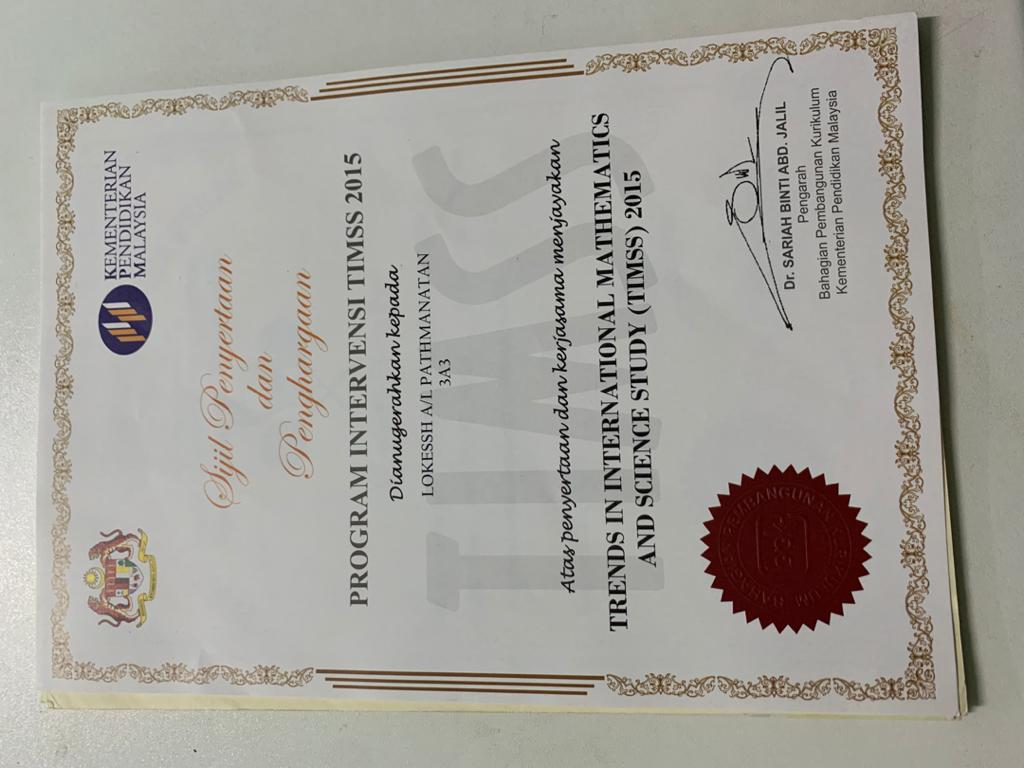 KEMENTERIAN
PENDIDIKAN
MALAYSIA
Sijil Penyertaan
dan
Penghargaan
PROGRAM INTERVENSI TIMSS 2015
Dianugerahkan kepada
LOKESSH A/L PATHMANATAN
3A3
TIMSS
Atas penyertaan dan kerjasama menjayakan
TRENDS IN INTERNATIONAL MATHEMATICS
AND SCIENCE STUDY (TIMSS) 2015
Dr. SARIAH BINTI ABD. JALIL
Pengarah
Bahagian Pembangunan Kurikulum
Kementerian Pendidikan Malaysia